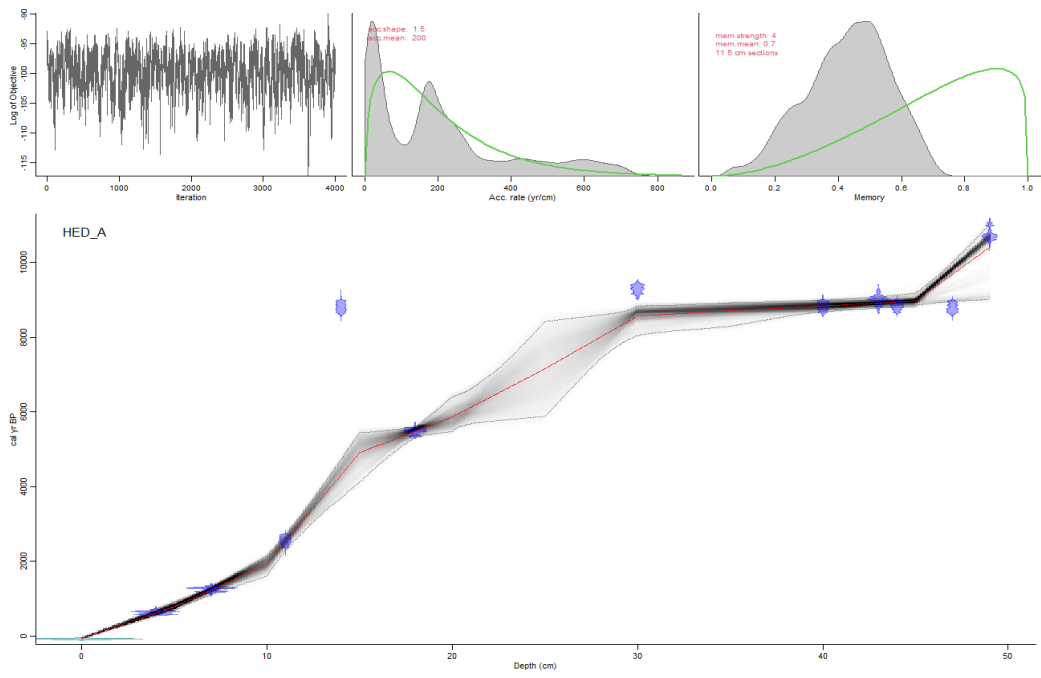 -90
-95
-100
-105
-110
-115
Log of Objective
0 1000 2000 3000 4000
Iteration
acc.shape: 1.5
acc.mean: 200
0 200 400 600 800
Acc. rate (yr/cm)
mem.strength: 4
mem.mean: 0.7
11 5 cm sections
0.0 0.2 0.4 0.6 0.8 1.0
Memory
HED_A
10000
8000
6000
4000
2000
0
cal yr BP
0 10 20 30 40 50
Depth (cm)